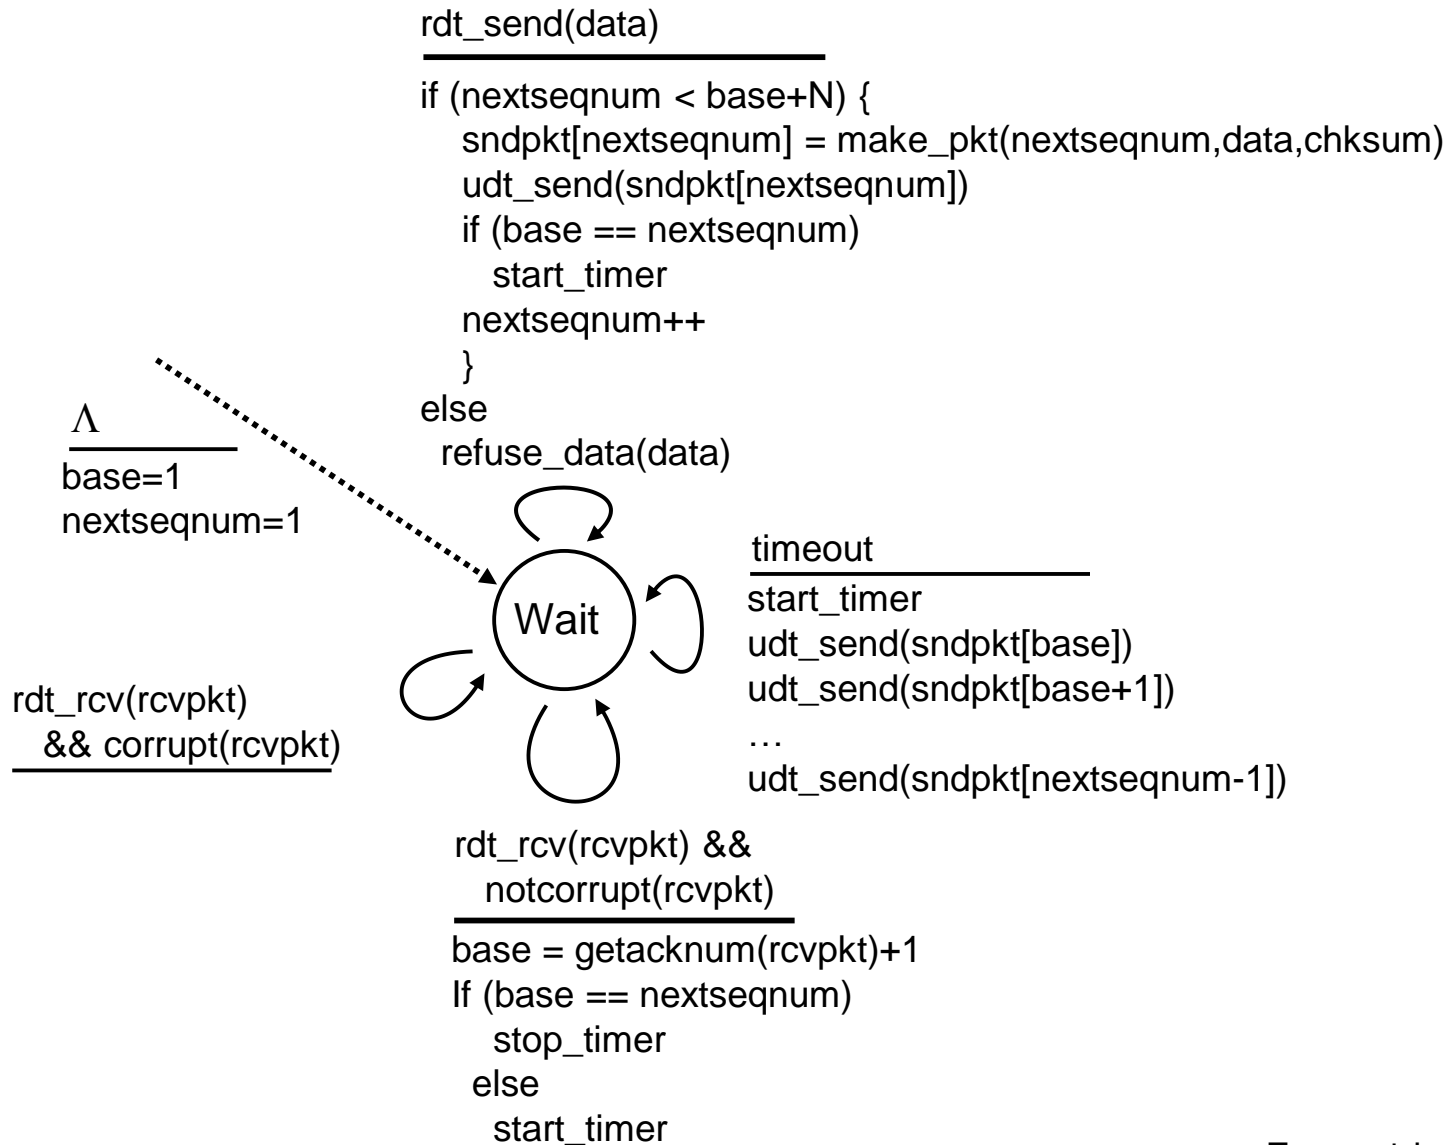 rdt_send(data)
if (nextseqnum < base+N) {
sndpkt[nextseqnum] = make_pkt(nextseqnum,data,chksum)
udt_send(sndpkt[nextseqnum])
if (base == nextseqnum)
start_timer
nextseqnum++
}
else
refuse_data(data)
Λ
base=1
nextseqnum=1
Wait
timeout
start_timer
udt_send(sndpkt[base])
udt_send(sndpkt[base+1])
…
udt_send(sndpkt[nextseqnum-1])
rdt_rcv(rcvpkt)
&& corrupt(rcvpkt)
rdt_rcv(rcvpkt) &&
notcorrupt(rcvpkt)
base = getacknum(rcvpkt)+1
If (base == nextseqnum)
stop_timer
else
start_timer